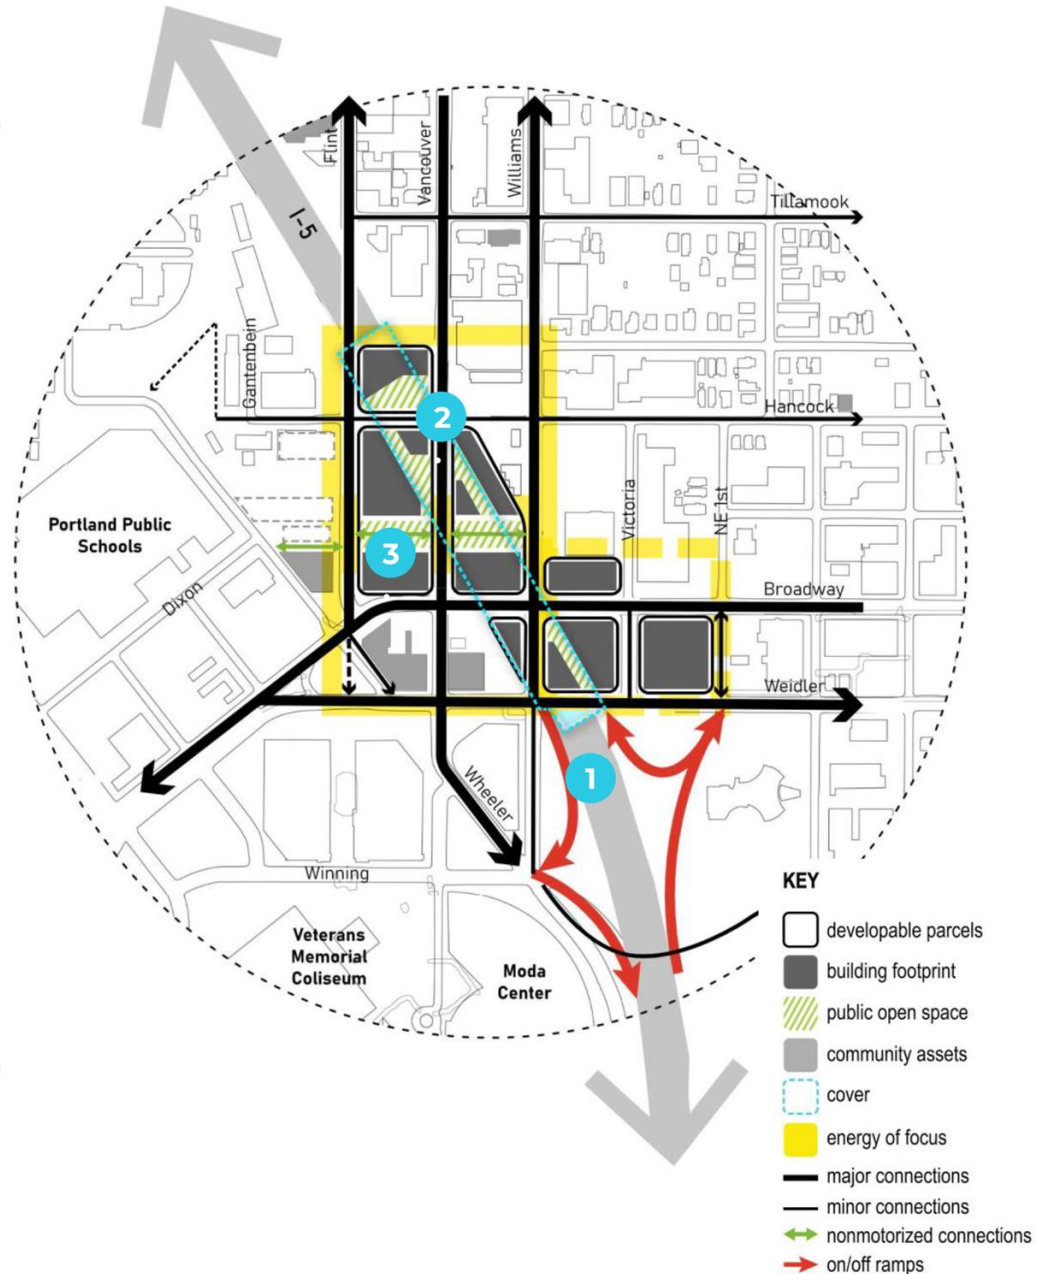 Flint
Vancouver
Williams
Tillamook
I-5
Gantenbein
Hancock
2
Portland Public
Schools
3
Victoria
NE 1st
Dixon
Broadway
Weidler
1
Wheeler
Winning
Veterans
Memorial
Coliseum
Moda
Center
KEY
developable parcels
building footprint
public open space
community assets
cover
energy of focus
major connections
minor connections
nonmotorized connections
on/off ramps